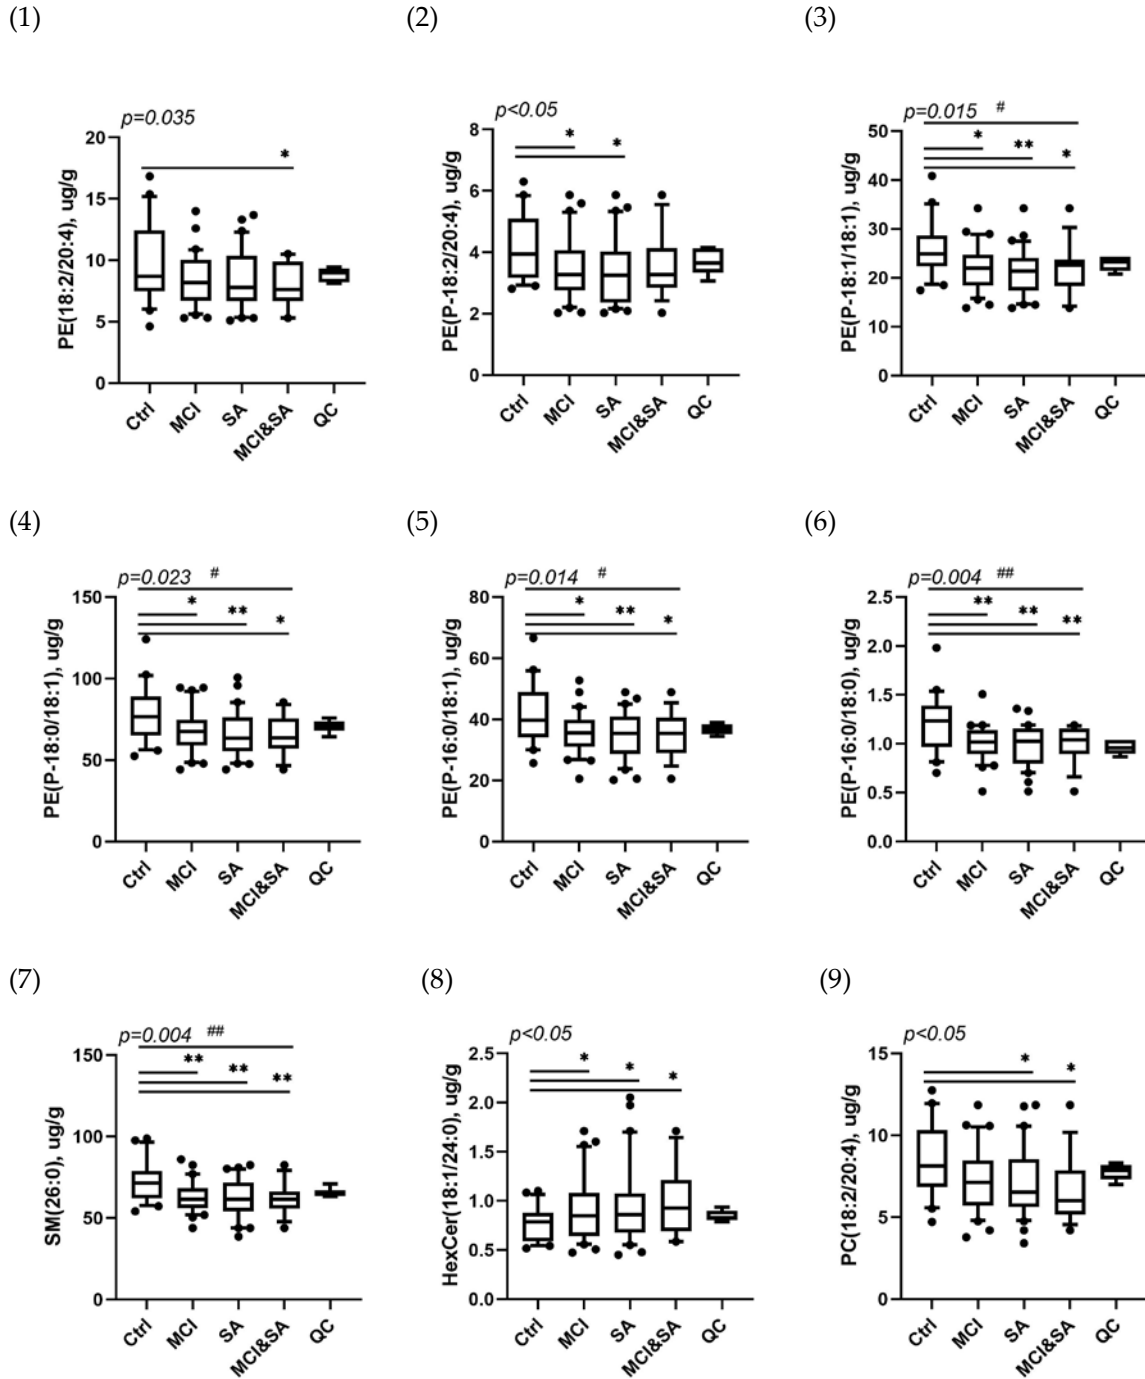 (1)
(2)
(3)
p=0.035
20
15
10
5
0
PE(18:2/20:4), ug/g
*
Ctrl
MCI
SA
MCI&SA
QC
p<0.05
8
6
4
2
0
PE(P-18:2/20:4), ug/g
*
*
Ctrl
MCI
SA
MCI&SA
QC
p=0.015 #
50
40
30
20
10
0
PE(P-18:1/18:1), ug/g
*
**
*
Ctrl
MCI
SA
MCI&SA
QC
(4)
(5)
(6)
p=0.023 #
150
100
50
0
PE(P-18:0/18:1), ug/g
*
**
*
Ctrl
MCI
SA
MCI&SA
QC
p=0.014 #
80
60
40
20
0
PE(P-16:0/18:1), ug/g
*
**
*
Ctrl
MCI
SA
MCI&SA
QC
p=0.004 ##
2.5
2.0
1.5
1.0
0.5
0.0
PE(P-16:0/18:0), ug/g
**
**
**
Ctrl
MCI
SA
MCI&SA
QC
(7)
(8)
(9)
p=0.004 ##
150
100
50
0
SM(26:0), ug/g
**
**
**
Ctrl
MCI
SA
MCI&SA
QC
p<0.05
2.5
2.0
1.5
1.0
0.5
0.0
HexCer(18:1/24:0), ug/g
*
*
*
Ctrl
MCI
SA
MCI&SA
QC
p<0.05
15
10
5
0
PC(18:2/20:4), ug/g
*
*
Ctrl
MCI
SA
MCI&SA
QC